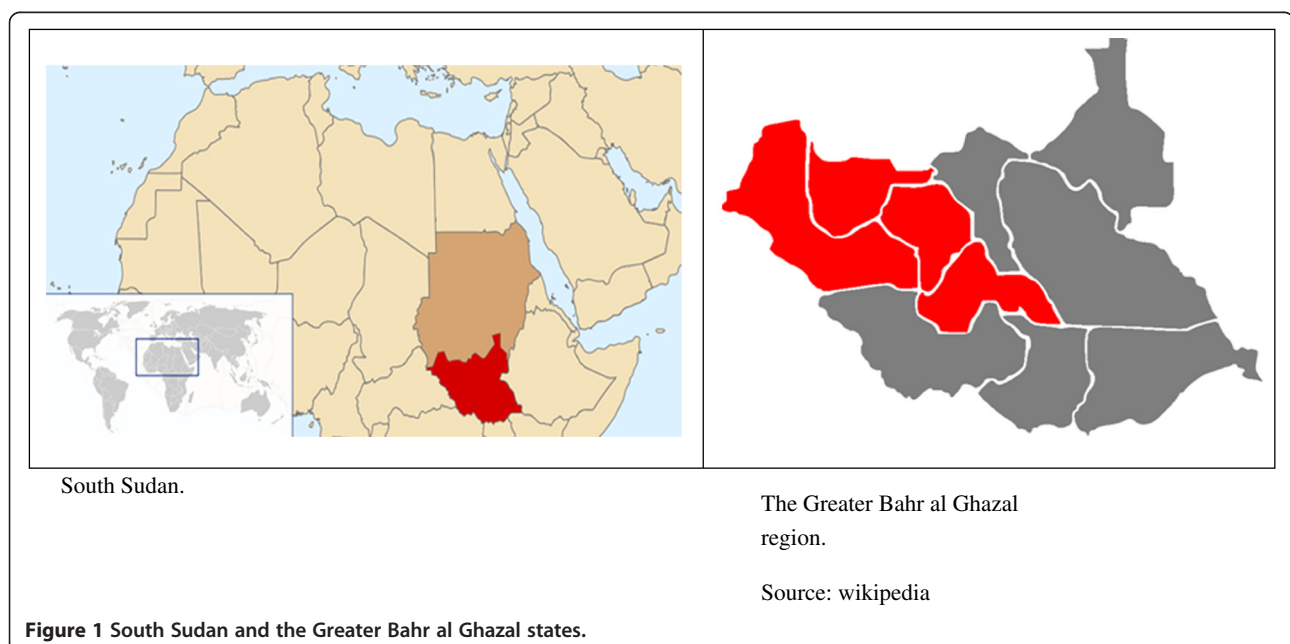 South Sudan.
The Greater Bahr al Ghazal
region.
Source: wikipedia
Figure 1 South Sudan and the Greater Bahr al Ghazal states.